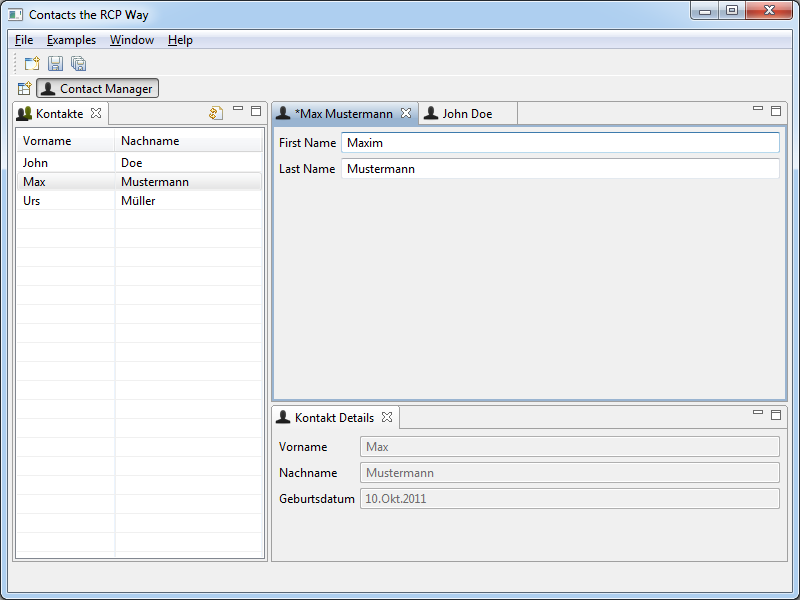 Contacts the RCP Way
File Examples Window Help
Contact Manager
Kontakte
Vorname Nachname
John Doe
Max Mustermann
Urs Müller
*Max Mustermann John Doe
First Name Maxim
Last Name Mustermann
Kontakt Details
Vorname Max
Nachname Mustermann
Geburtsdatum 10.Okt.2011